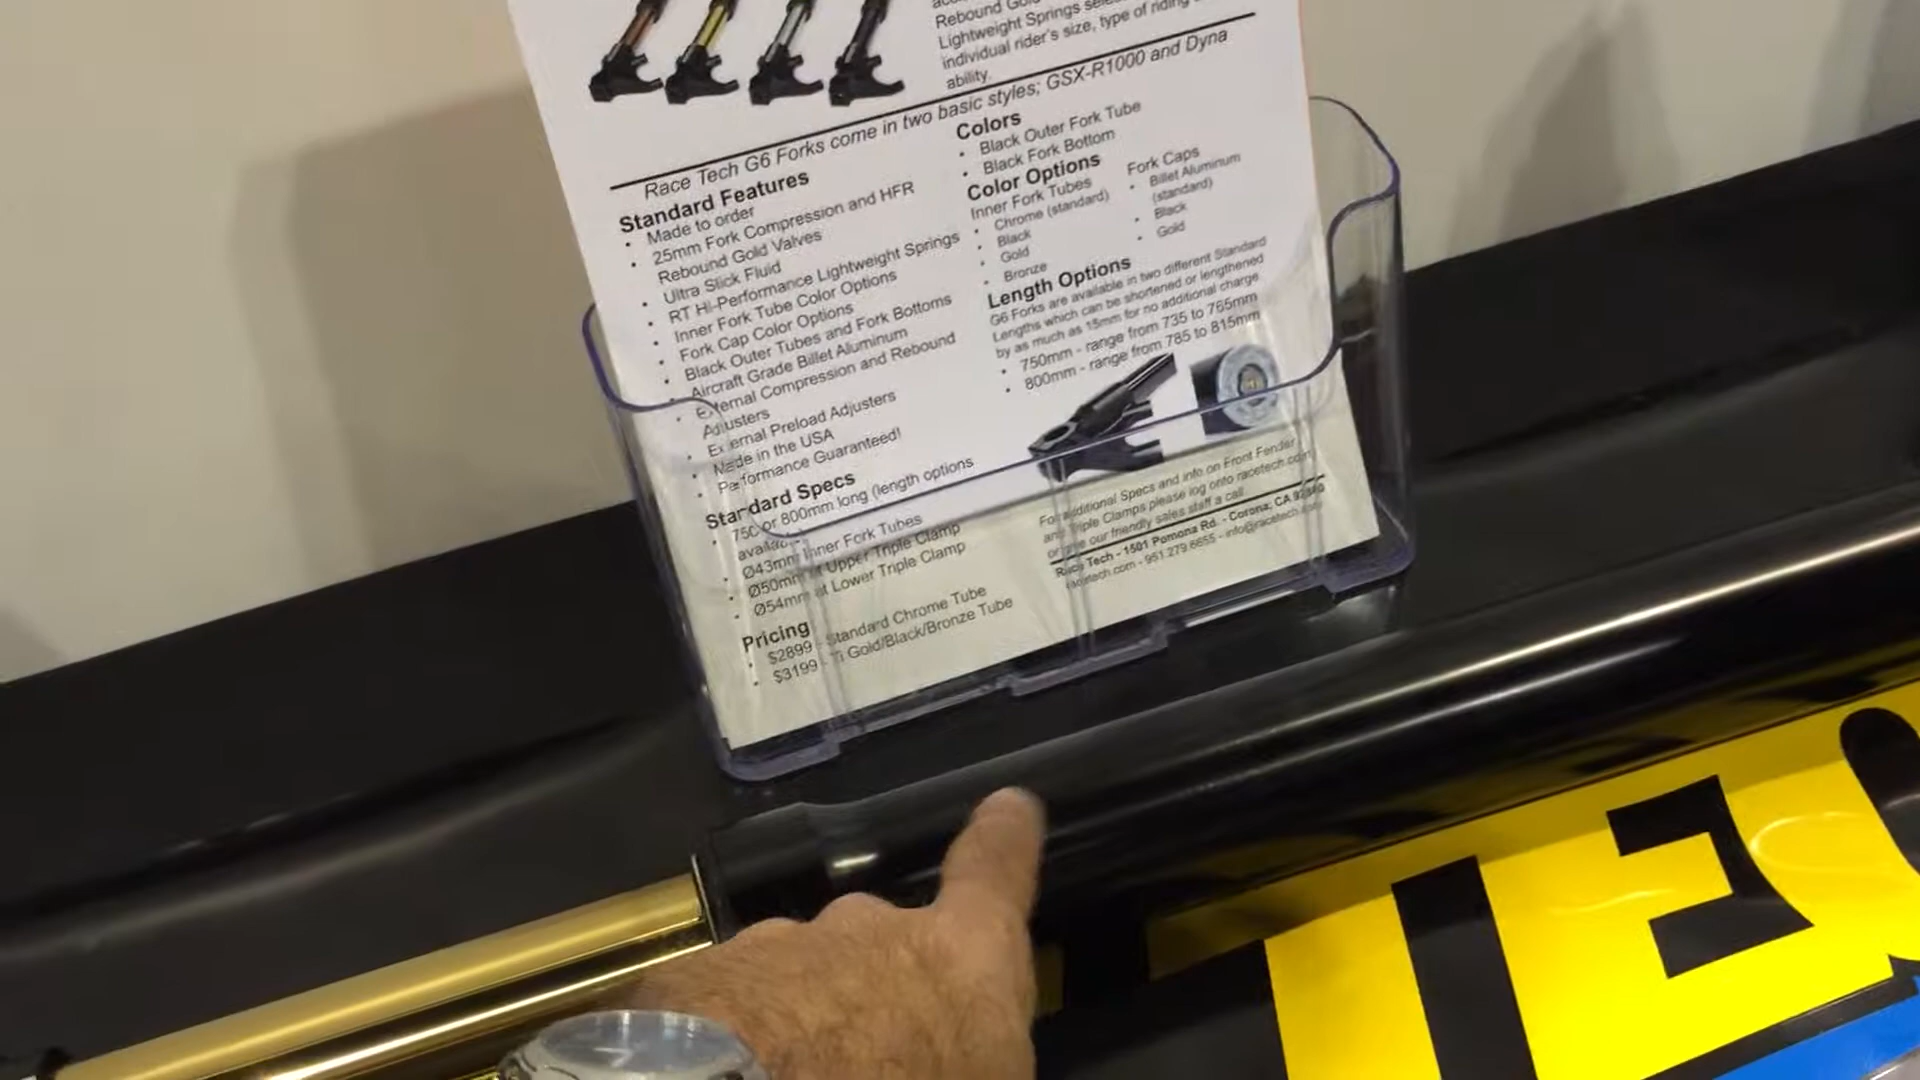 Rebound Gold
Lightweight Springs
individual rider's size, type of riding
ability.
Race Tech G6 Forks come in two basic styles; GSX-R1000 and Dyna
Standard Features
• Made to order
• 25mm Fork Compression and HFR
Rebound Gold Valves
• Ultra Slick Fluid
• RT Hi-Performance Lightweight Springs
• Inner Fork Tube Color Options
• Fork Cap Color Options
• Black Outer Tubes and Fork Bottoms
• Aircraft Grade Billet Aluminum
• External Compression and Rebound
Adjusters
• External Preload Adjusters
• Made in the USA
• Performance Guaranteed!
Standard Specs
• 750 or 800mm long (length options
available)
• Ø43mm Inner Fork Tubes
• Ø50mm at Upper Triple Clamp
• Ø54mm at Lower Triple Clamp
Pricing
• $2899 - Standard Chrome Tube
• $3199 - Gold/Black/Bronze Tube
Colors
• Black Outer Fork Tube
• Black Fork Bottom
Color Options
Inner Fork Tubes
• Chrome (standard)
• Black
• Gold
• Bronze
Fork Caps
• Billet Aluminum
(standard)
• Black
• Gold
Length Options
G6 Forks are available in two different Standard
Lengths which can be shortened or lengthened
by as much as 15mm for no additional charge
• 750mm - range from 735 to 765mm
• 800mm - range from 785 to 815mm
For additional Specs and info on Front Fender
and Triple Clamps please log onto racetech.com
or give our friendly sales staff a call
Race Tech - 1501 Pomona Rd. - Corona, CA
racetech.com - 951.279.6655 - info@racetech.com
TEC